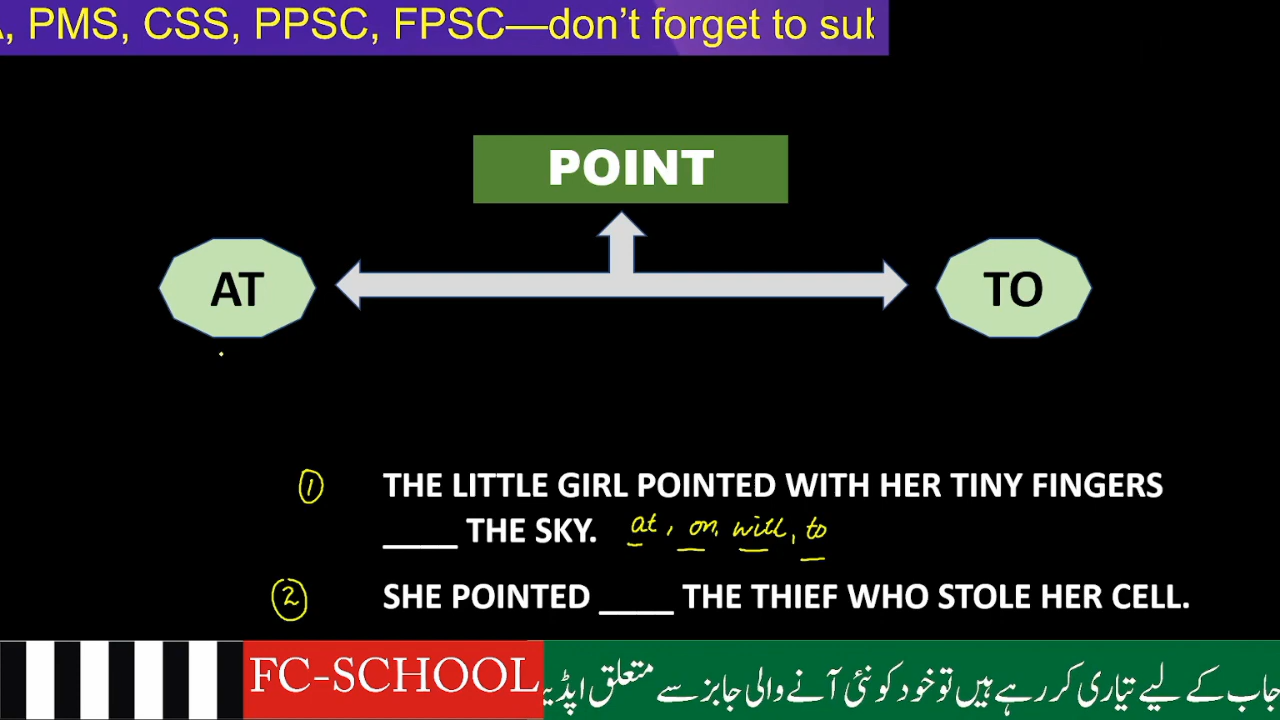 , PMS, CSS, PPSC, FPSC—don’t forget to sub
POINT
AT
TO
① THE LITTLE GIRL POINTED WITH HER TINY FINGERS
____ THE SKY. at, on, will, to
② SHE POINTED ____ THE THIEF WHO STOLE HER CELL.
FC-SCHOOL
جاب کے لیے تیاری کر رہے ہیں تو خود کو نئی آنے والی جابز سے متعلق اپڈیٹ